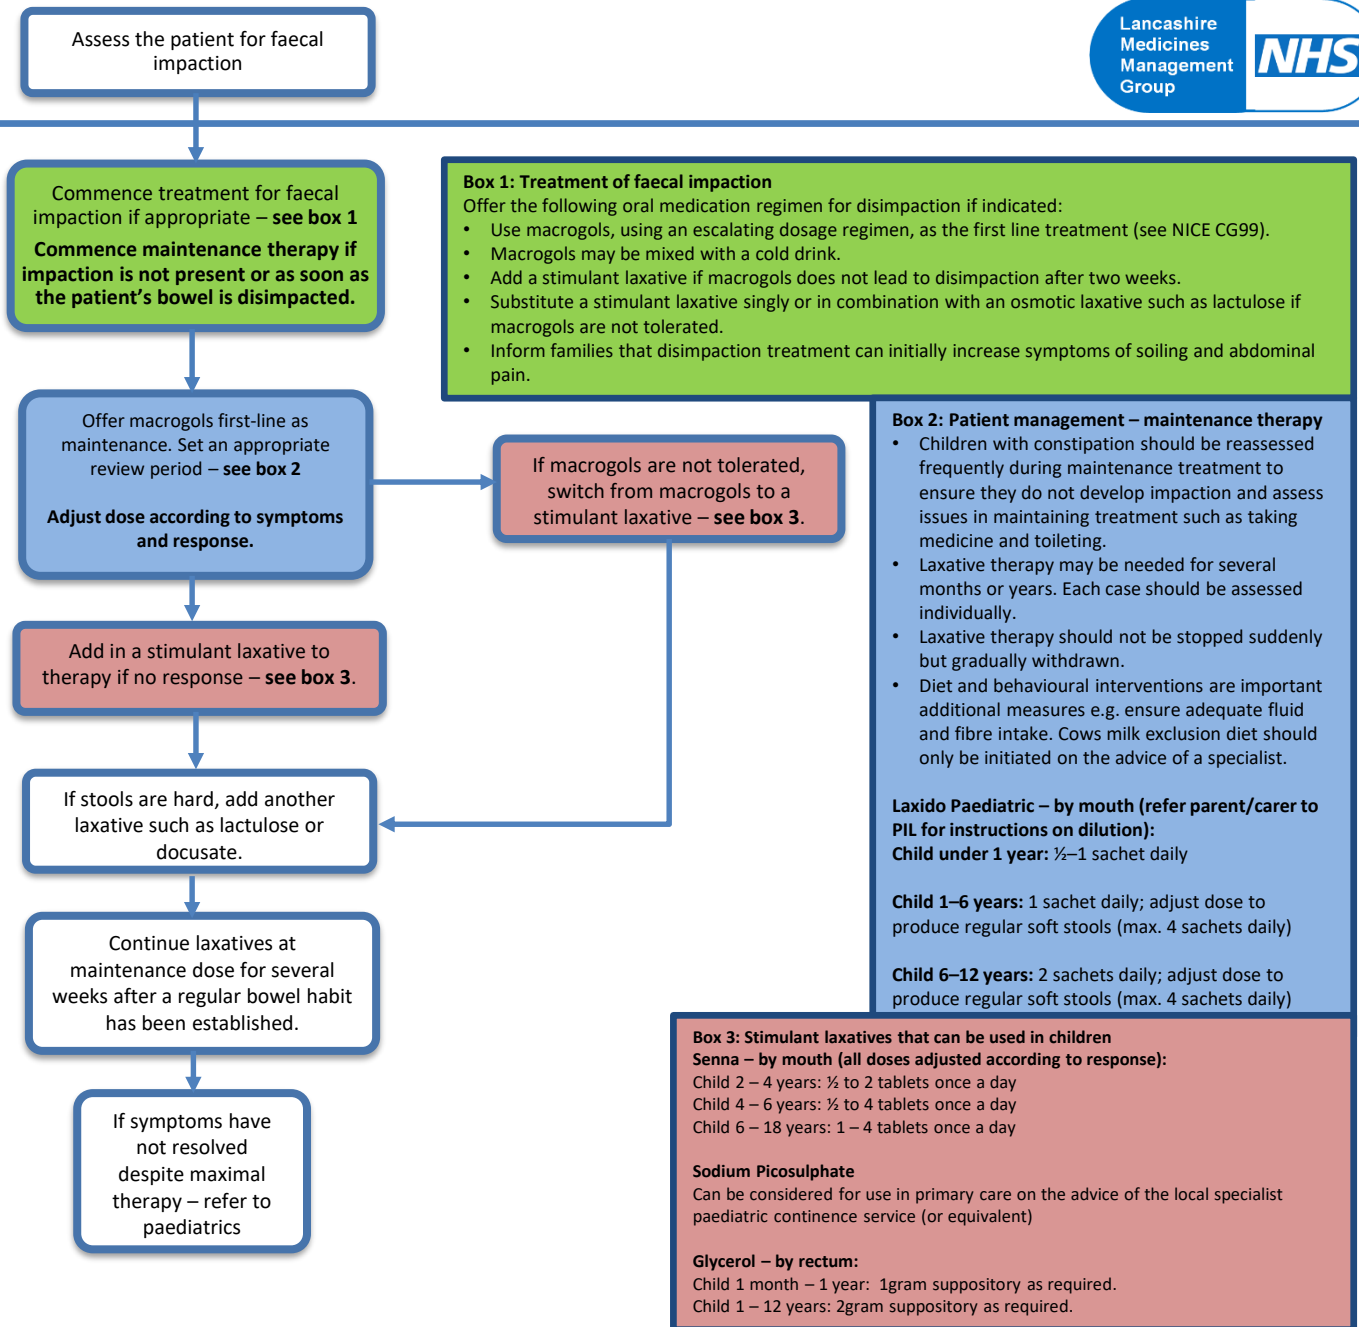 Assess the patient for faecal
impaction
Lancashire
Medicines
Management
Group
NHS
Commence treatment for faecal
impaction if appropriate – see box 1
Commence maintenance therapy if
impaction is not present or as soon as
the patient's bowel is disimpacted.
Box 1: Treatment of faecal impaction
Offer the following oral medication regimen for disimpaction if indicated:
• Use macrogols, using an escalating dosage regimen, as the first line treatment (see NICE CG99).
• Macrogols may be mixed with a cold drink.
• Add a stimulant laxative if macrogols does not lead to disimpaction after two weeks.
• Substitute a stimulant laxative singly or in combination with an osmotic laxative such as lactulose if
macrogols are not tolerated.
• Inform families that disimpaction treatment can initially increase symptoms of soiling and abdominal
pain.
Offer macrogols first-line as
maintenance. Set an appropriate
review period – see box 2
Adjust dose according to symptoms
and response.
If macrogols are not tolerated,
switch from macrogols to a
stimulant laxative – see box 3.
Box 2: Patient management – maintenance therapy
• Children with constipation should be reassessed
frequently during maintenance treatment to
ensure they do not develop impaction and assess
issues in maintaining treatment such as taking
medicine and toileting.
• Laxative therapy may be needed for several
months or years. Each case should be assessed
individually.
• Laxative therapy should not be stopped suddenly
but gradually withdrawn.
• Diet and behavioural interventions are important
additional measures e.g. ensure adequate fluid
and fibre intake. Cows milk exclusion diet should
only be initiated on the advice of a specialist.
Laxido Paediatric – by mouth (refer parent/carer to
PIL for instructions on dilution):
Child under 1 year: ½–1 sachet daily
Child 1–6 years: 1 sachet daily; adjust dose to
produce regular soft stools (max. 4 sachets daily)
Child 6–12 years: 2 sachets daily; adjust dose to
produce regular soft stools (max. 4 sachets daily)
Add in a stimulant laxative to
therapy if no response – see box 3.
If stools are hard, add another
laxative such as lactulose or
docusate.
Continue laxatives at
maintenance dose for several
weeks after a regular bowel habit
has been established.
If symptoms have
not resolved
despite maximal
therapy – refer to
paediatrics
Box 3: Stimulant laxatives that can be used in children
Senna – by mouth (all doses adjusted according to response):
Child 2 – 4 years: ½ to 2 tablets once a day
Child 4 – 6 years: ½ to 4 tablets once a day
Child 6 – 18 years: 1 – 4 tablets once a day
Sodium Picosulphate
Can be considered for use in primary care on the advice of the local specialist
paediatric continence service (or equivalent)
Glycerol – by rectum:
Child 1 month – 1 year: 1gram suppository as required.
Child 1 – 12 years: 2gram suppository as required.